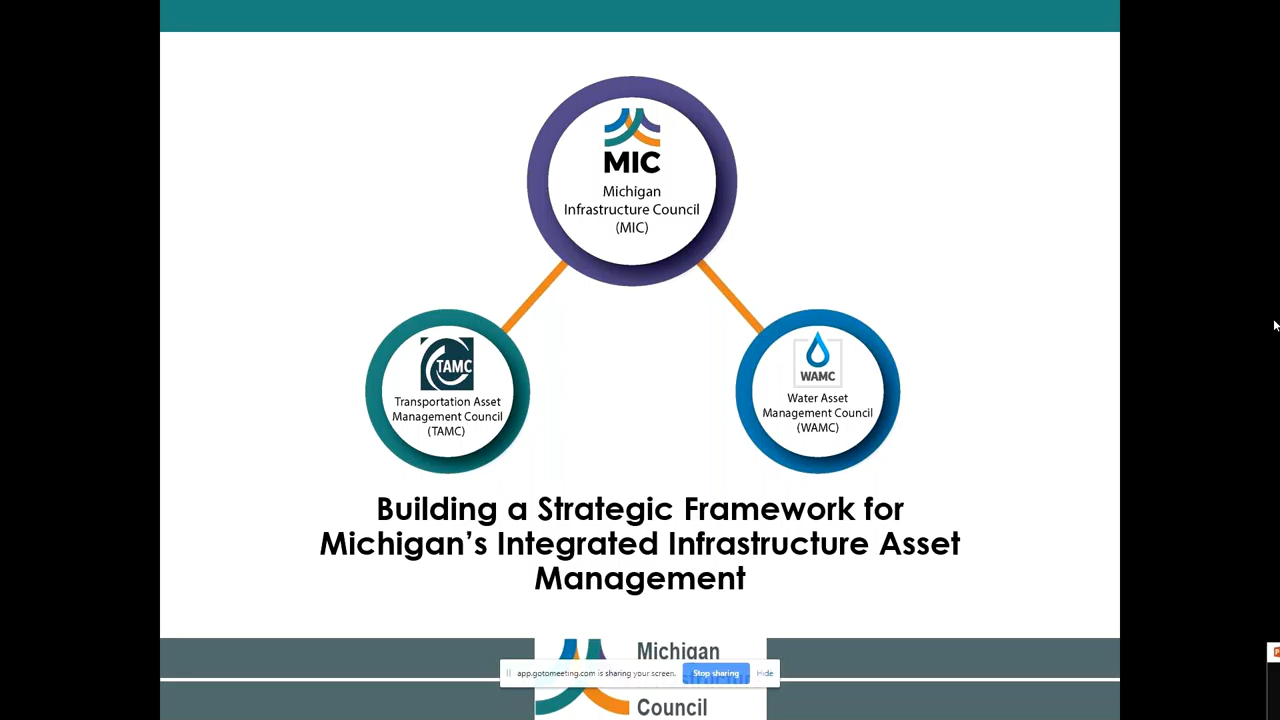 MIC
Michigan
Infrastructure Council
(MIC)
TAMC
Transportation Asset
Management Council
(TAMC)
WAMC
Water Asset
Management Council
(WAMC)
Building a Strategic Framework for
Michigan's Integrated Infrastructure Asset
Management
Michigan
app.gotomeeting.com is sharing your screen. Stop sharing Hide
Council